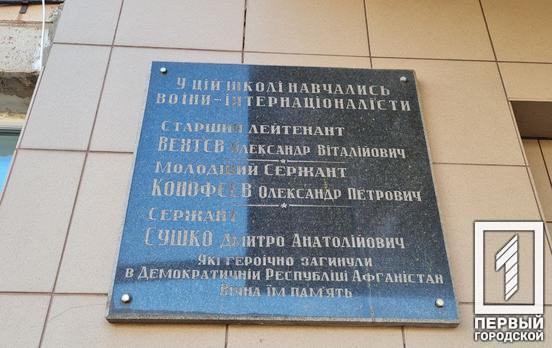 У цій школі навчались
воїни-інтернаціоналісти
Старший лейтенант
Вехтєв Олександр Віталійович
Молодший Сержант
Конофєєв Олександр Петрович
Сержант
Сушко Дмитро Анатолійович
Які героїчно загинули
в Демократичній Республіці Афганістан
Вічна їм пам'ять
1
ПЕРВЫЙ
ГОРОДСКОЙ